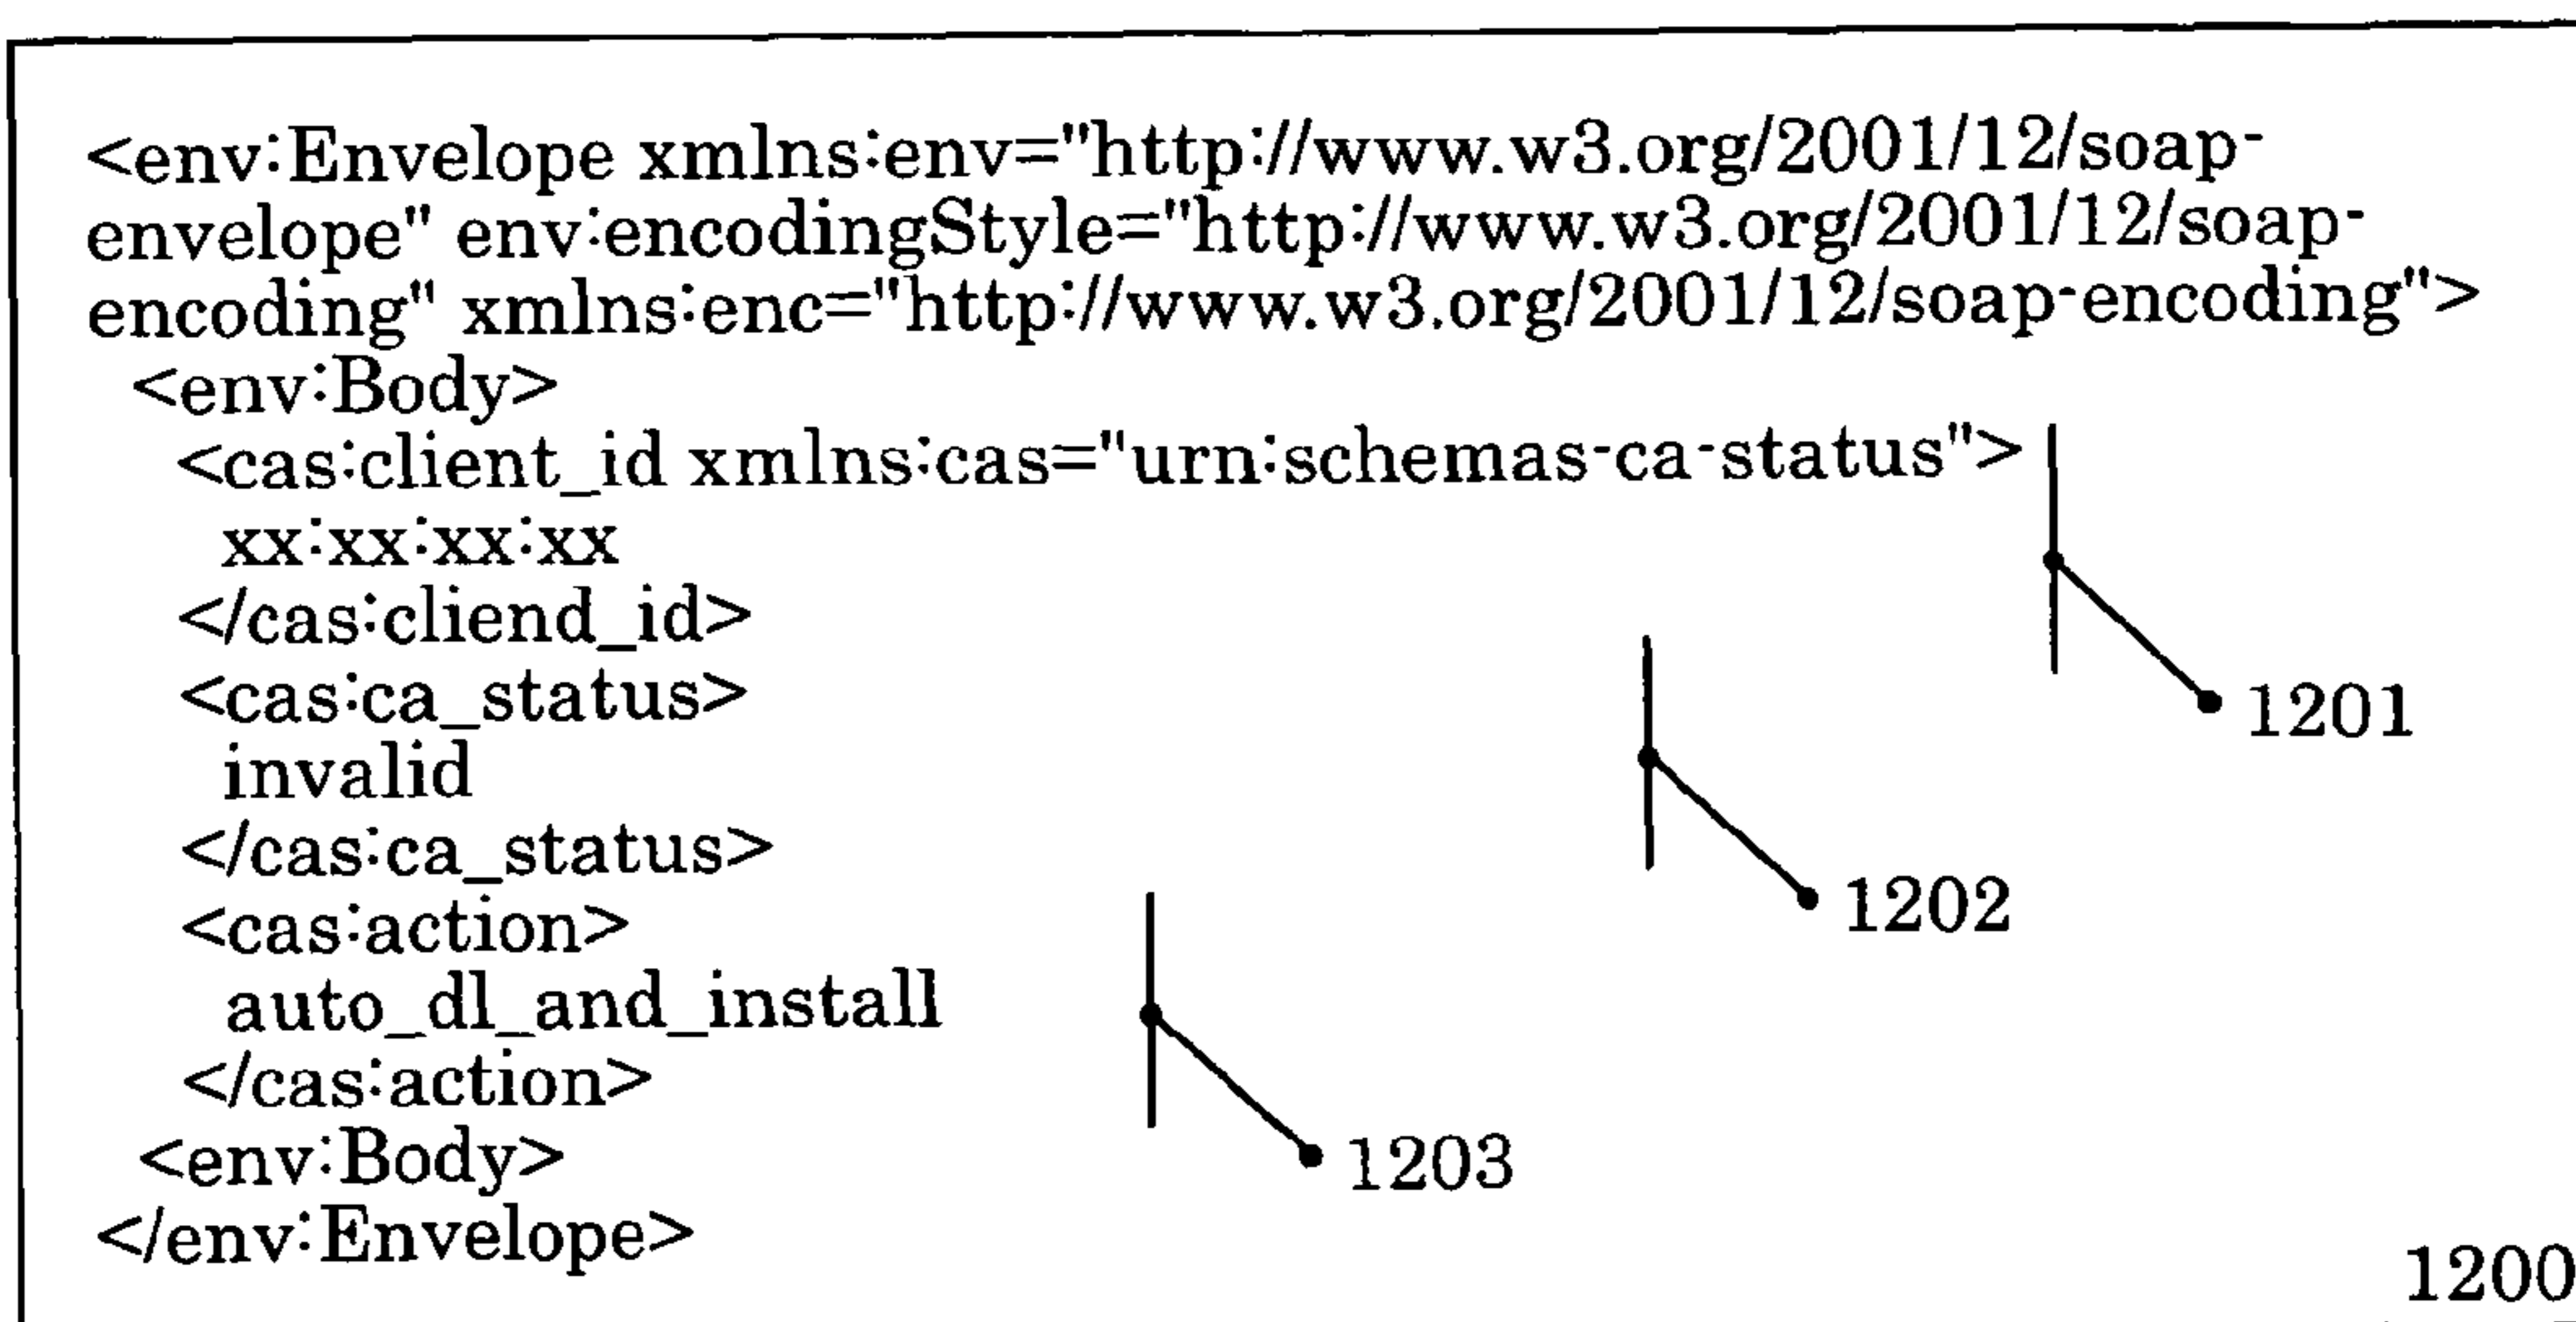 <env:Envelope xmlns:env="http://www.w3.org/2001/12/soap-
envelope" env:encodingStyle="http://www.w3.org/2001/12/soap-
encoding" xmlns:enc="http://www.w3.org/2001/12/soap-encoding">
<env:Body>
<cas:client_id xmlns:cas="urn:schemas-ca-status">
xx:xx:xx:xx
</cas:cliend_id>
<cas:ca_status>
invalid
</cas:ca_status>
<cas:action>
auto_dl_and_install
</cas:action>
<env:Body>
</env:Envelope>
1201
1202
1203
1200